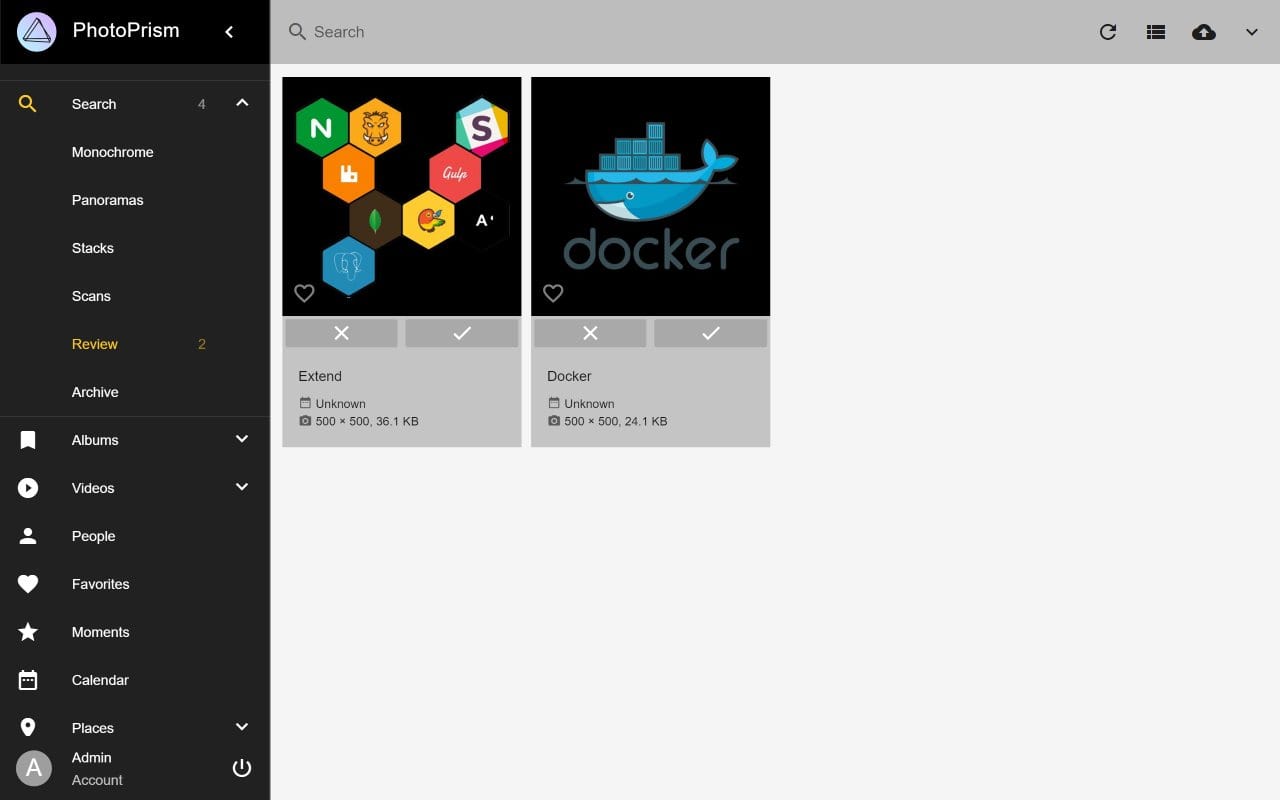 PhotoPrism
Search
Search 4
Monochrome
Panoramas
Stacks
Scans
Review 2
Archive
Albums
Videos
People
Favorites
Moments
Calendar
Places
A
Admin
Account
N
S
Gulp
A'
Extend
Unknown
500 × 500, 36.1 KB
docker
Docker
Unknown
500 × 500, 24.1 KB